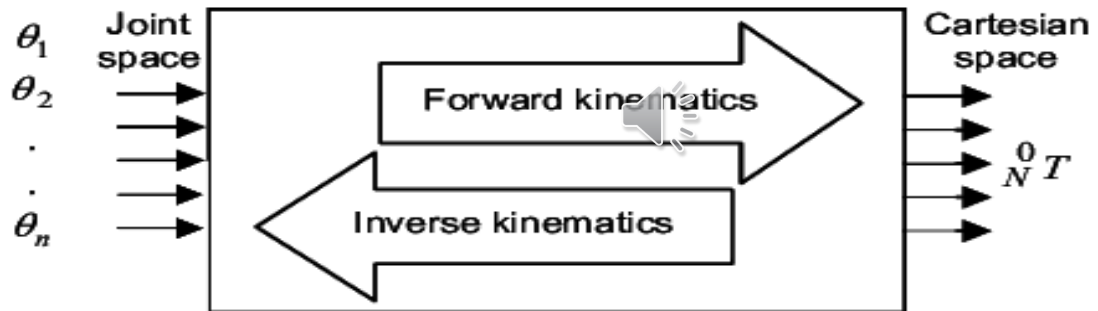 θ1
θ2
.
.
θn
Joint
space
Forward kinematics
Inverse kinematics
Cartesian
space
0
N T